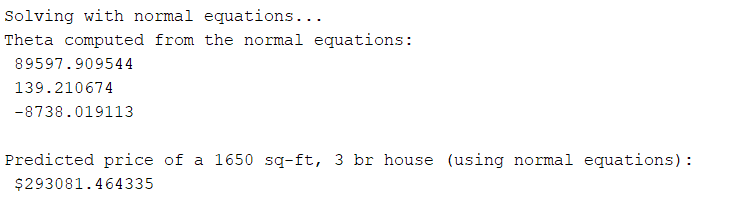 Solving with normal equations...
Theta computed from the normal equations:
89597.909544
139.210674
-8738.019113
Predicted price of a 1650 sq-ft, 3 br house (using normal equations):
$293081.464335